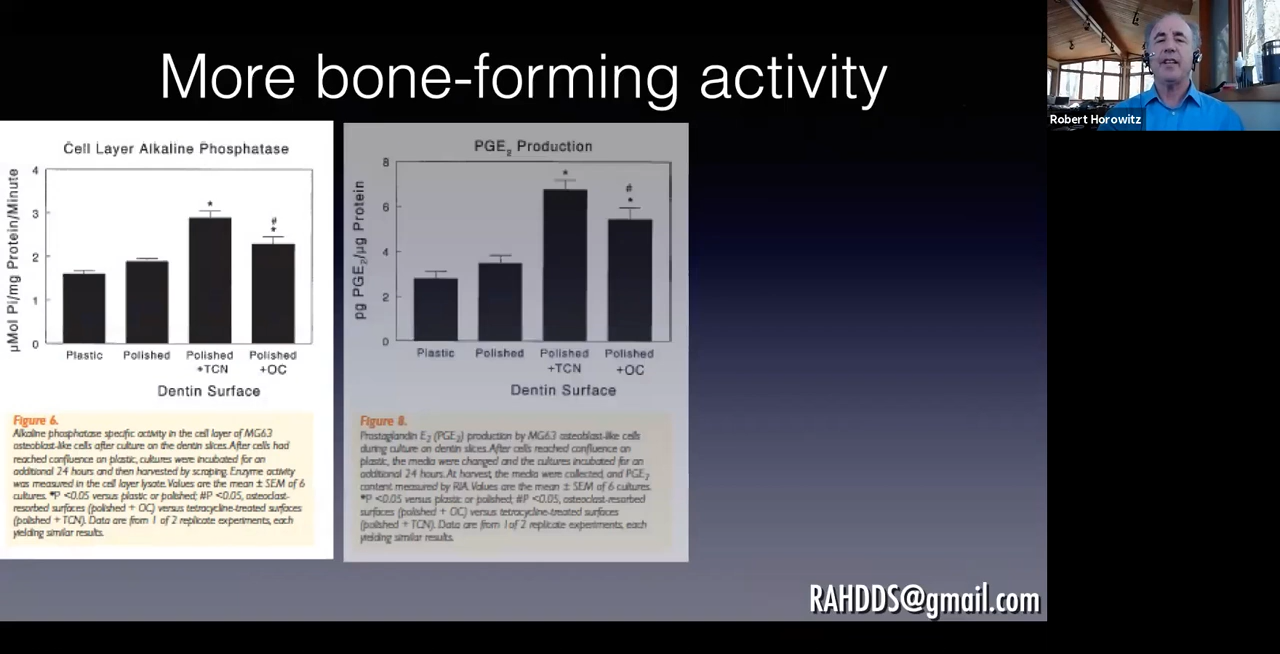 More bone-forming activity
Robert Horowitz
Cell Layer Alkaline Phosphatase
µMol Pi/mg Protein/Minute
4
3
2
1
0
*
#
*
Plastic
Polished
Polished
+TCN
Polished
+OC
Dentin Surface
Figure 6.
Alkaline phosphatase specific activity in the cell layer of MG63
osteoblast-like cells after culture on the dentin slices. After cells had
reached confluence on plastic, cultures were incubated for an
additional 24 hours and then harvested by scraping. Enzyme activity
was measured in the cell layer lysate. Values are the mean ± SEM of 6
cultures. *P <0.05 versus plastic or polished; #P <0.05, osteoclast-
resorbed surfaces (polished + OC) versus tetracycline-treated surfaces
(polished + TCN). Data are from 1 of 2 replicate experiments, each
yielding similar results.
PGE2 Production
pg PGE2/µg Protein
8
6
4
2
0
*
#
*
Plastic
Polished
Polished
+TCN
Polished
+OC
Dentin Surface
Figure 8.
Prostaglandin E2 (PGE2) production by MG63 osteoblast-like cells
during culture on dentin slices. After cells reached confluence on
plastic, the media were changed and the cultures incubated for an
additional 24 hours. At harvest, the media were collected, and PGE2
content measured by RIA. Values are the mean ± SEM of 6 cultures.
*P <0.05 versus plastic or polished; #P <0.05, osteoclast-resorbed
surfaces (polished + OC) versus tetracycline-treated surfaces
(polished + TCN). Data are from 1 of 2 replicate experiments, each
yielding similar results.
RAHDDS@gmail.com